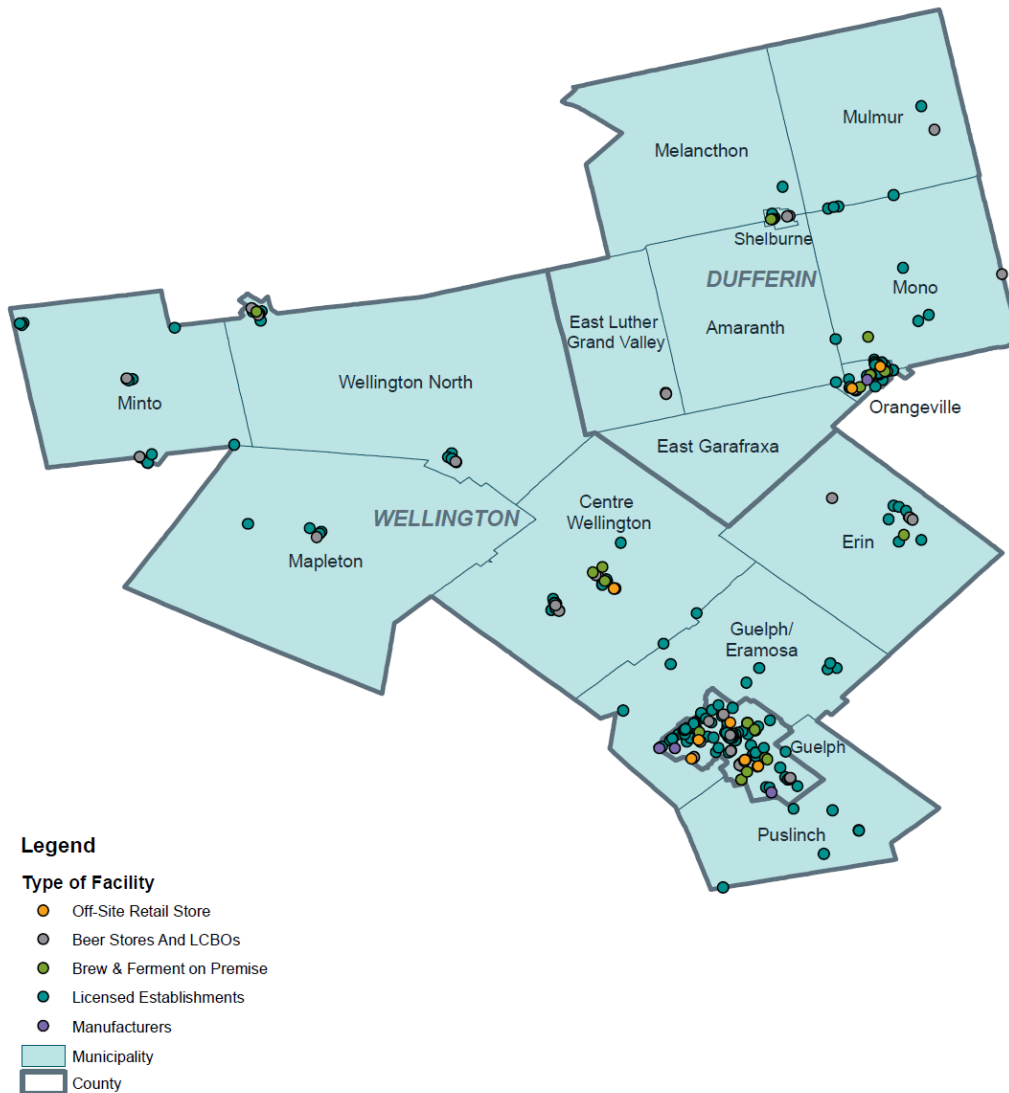 Mulmur
Melancthon
Shelburne
DUFFERIN
Mono
East Luther
Grand Valley
Amaranth
Wellington North
Minto
Orangeville
East Garafraxa
Centre
Wellington
WELLINGTON
Erin
Mapleton
Guelph/
Eramosa
Guelph
Puslinch
Legend
Type of Facility
Off-Site Retail Store
Beer Stores And LCBOs
Brew & Ferment on Premise
Licensed Establishments
Manufacturers
Municipality
County